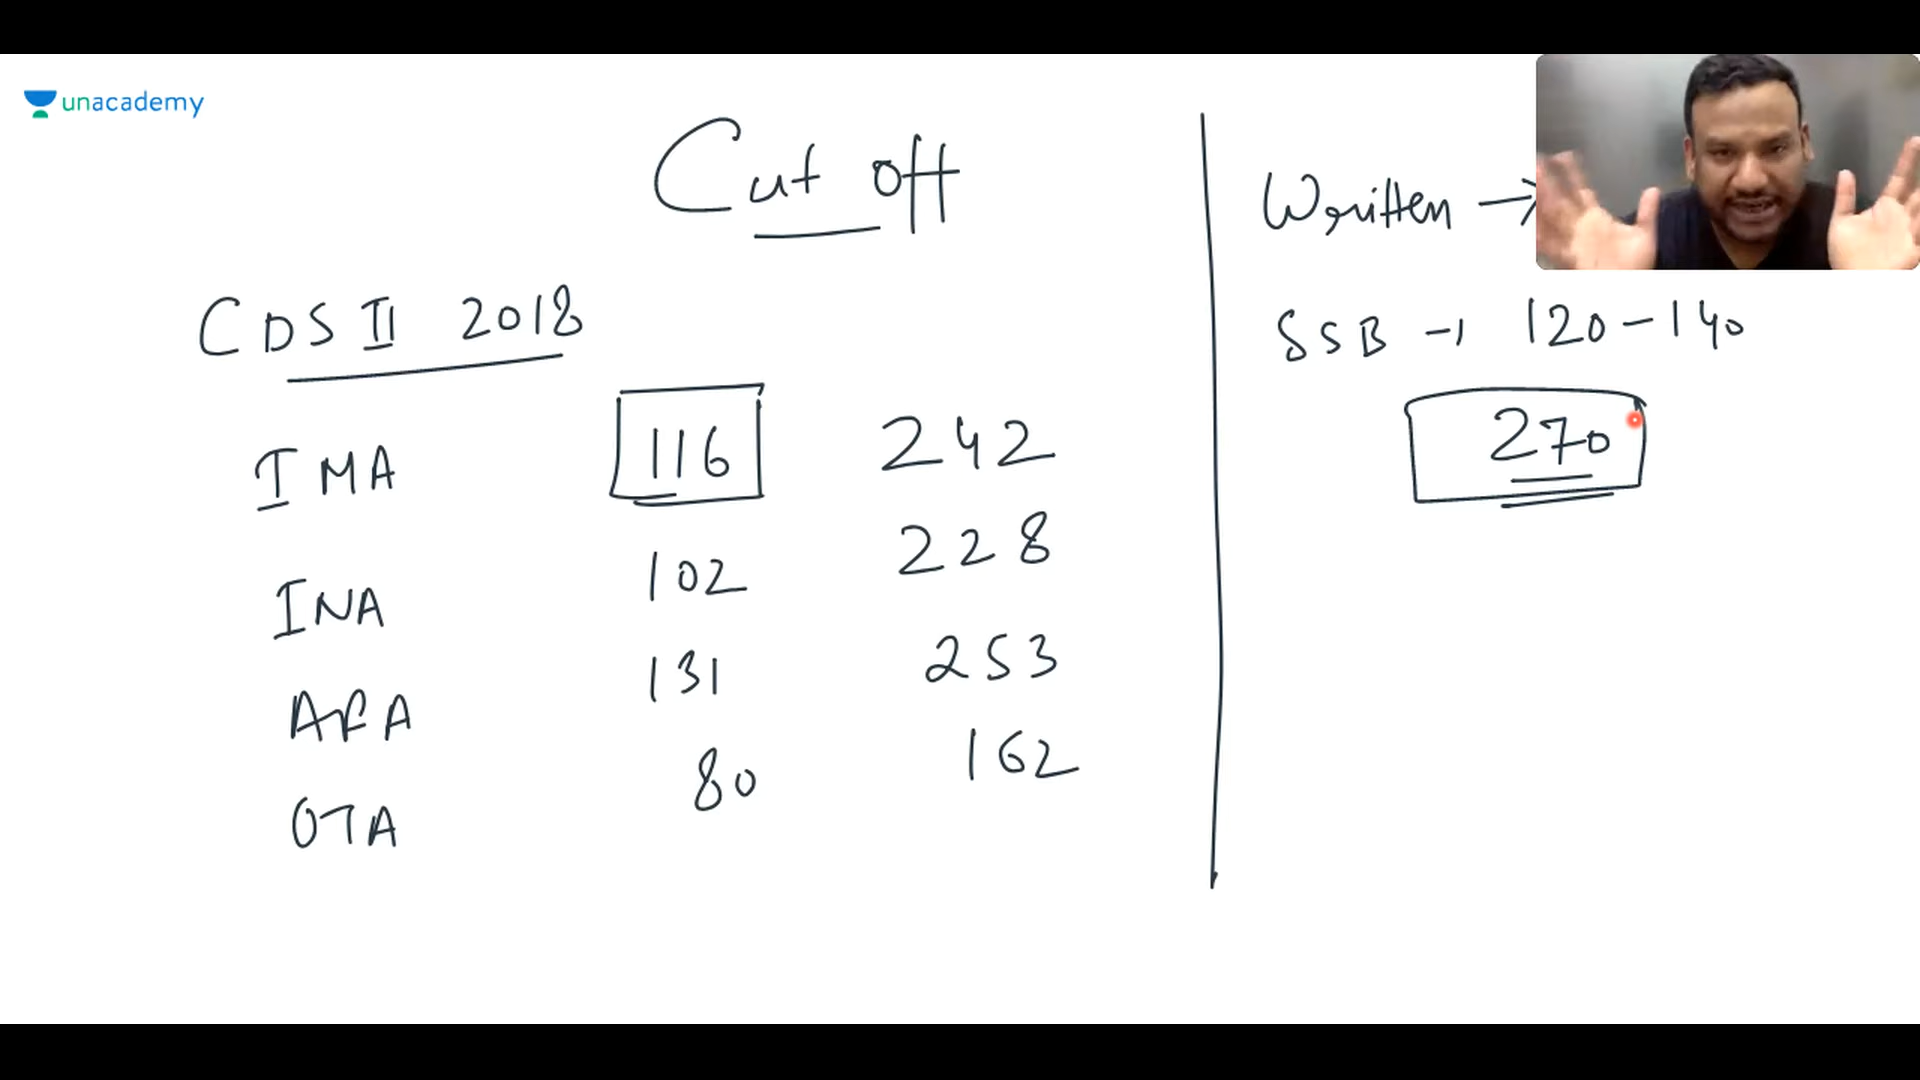 unacademy
Cut off
CDS II 2018
IMA 116 242
INA 102 228
AFA 131 253
OTA 80 162
Written →
SSB → 120-140
270